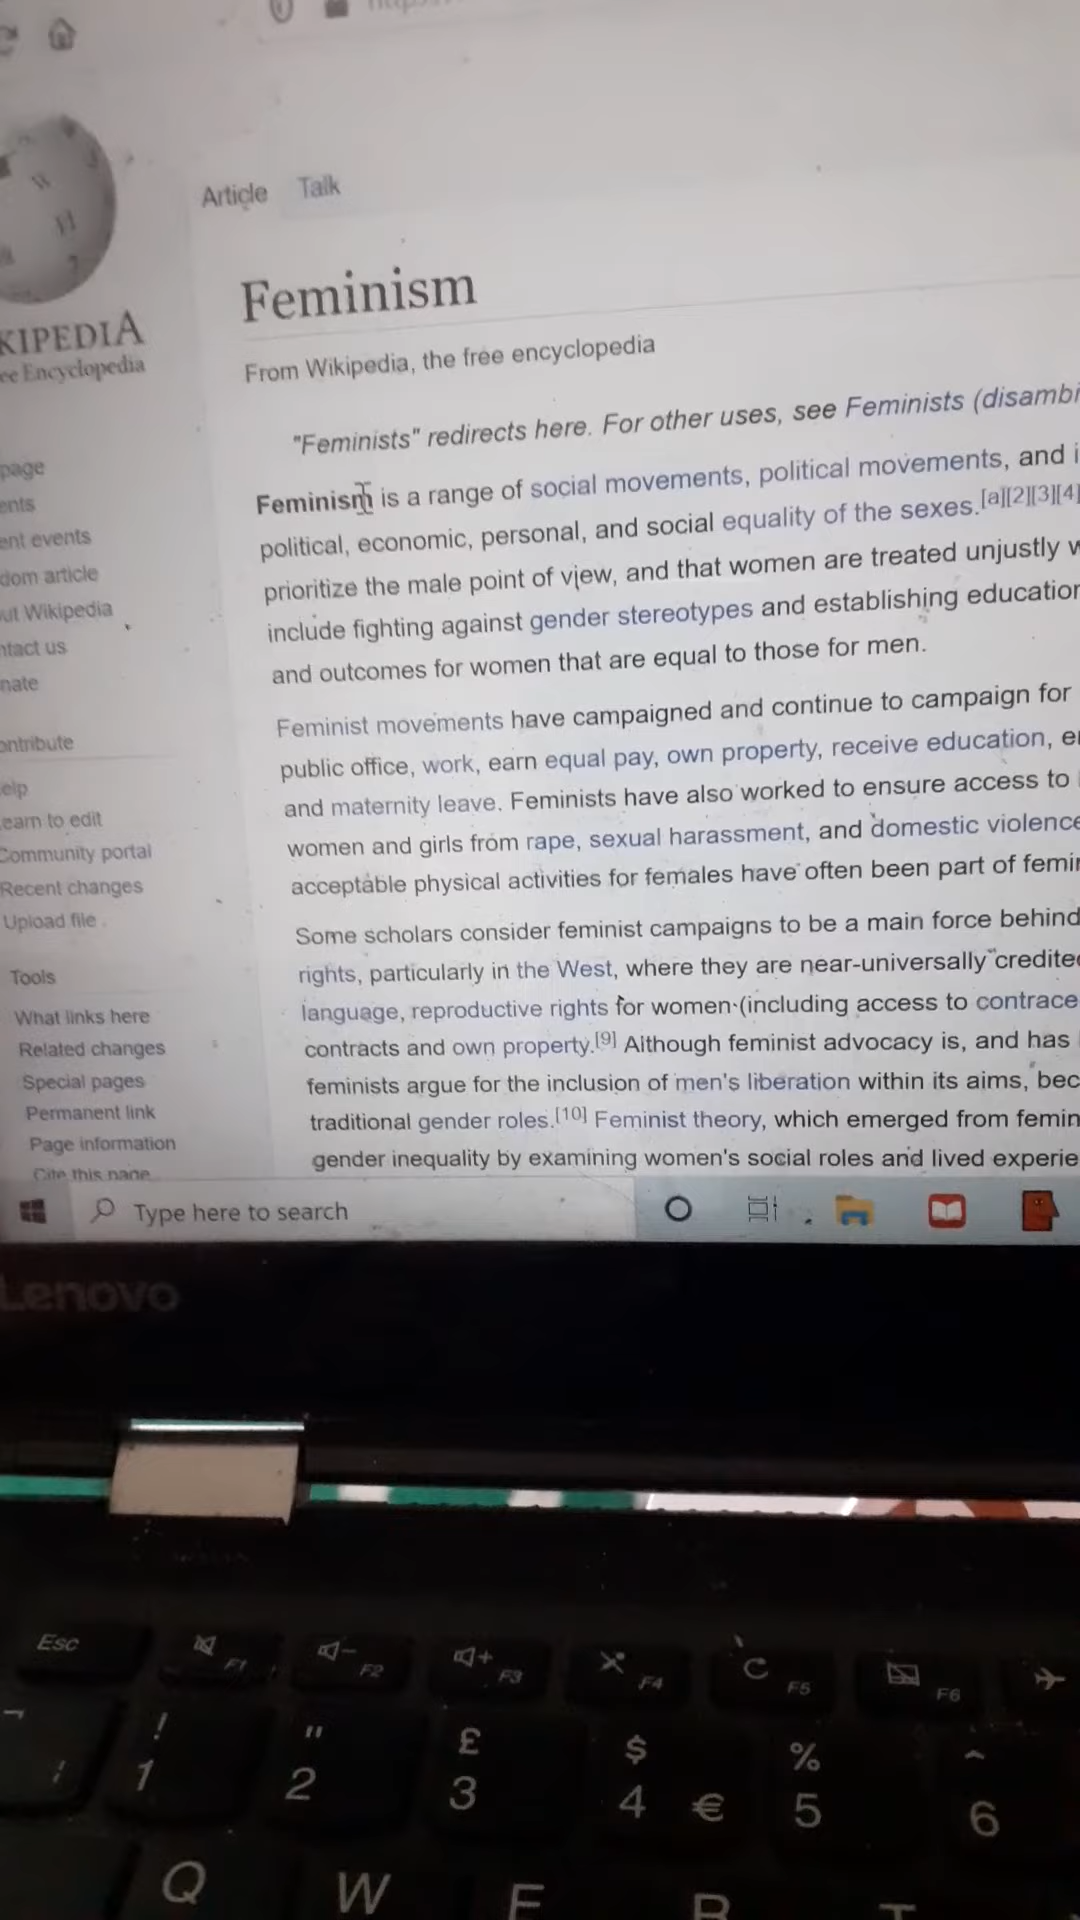 Article Talk
Feminism
KIPEDIA
ee Encyclopedia
From Wikipedia, the free encyclopedia
"Feminists" redirects here. For other uses, see Feminists (disambi
Feminism is a range of social movements, political movements, and i
political, economic, personal, and social equality of the sexes.[a][2][3][4]
prioritize the male point of view, and that women are treated unjustly w
include fighting against gender stereotypes and establishing education
and outcomes for women that are equal to those for men.
Feminist movements have campaigned and continue to campaign for
public office, work, earn equal pay, own property, receive education, e
and maternity leave. Feminists have also worked to ensure access to
women and girls from rape, sexual harassment, and domestic violence
acceptable physical activities for females have often been part of femin
Some scholars consider feminist campaigns to be a main force behind
rights, particularly in the West, where they are near-universally credited
language, reproductive rights for women (including access to contrace
contracts and own property.[9] Although feminist advocacy is, and has
feminists argue for the inclusion of men's liberation within its aims, bec
traditional gender roles.[10] Feminist theory, which emerged from femin
gender inequality by examining women's social roles and lived experie
page
ents
ent events
dom article
ut Wikipedia
ntact us
nate
ontribute
elp
earn to edit
Community portal
Recent changes
Upload file
Tools
What links here
Related changes
Special pages
Permanent link
Page information
Cite this page
Type here to search
Lenovo
Esc F1 F2 F3 F4 F5 F6
! " £ $ % ^
1 2 3 4 € 5 6
Q W E R T